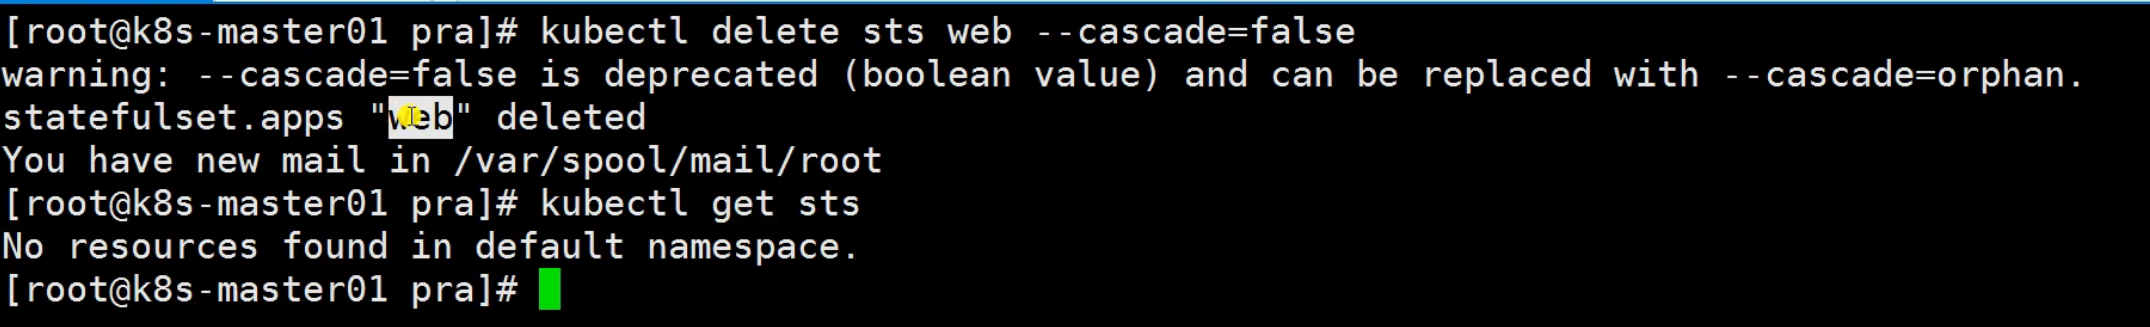 [root@k8s-master01 pra]# kubectl delete sts web --cascade=false
warning: --cascade=false is deprecated (boolean value) and can be replaced with --cascade=orphan.
statefulset.apps "web" deleted
You have new mail in /var/spool/mail/root
[root@k8s-master01 pra]# kubectl get sts
No resources found in default namespace.
[root@k8s-master01 pra]#